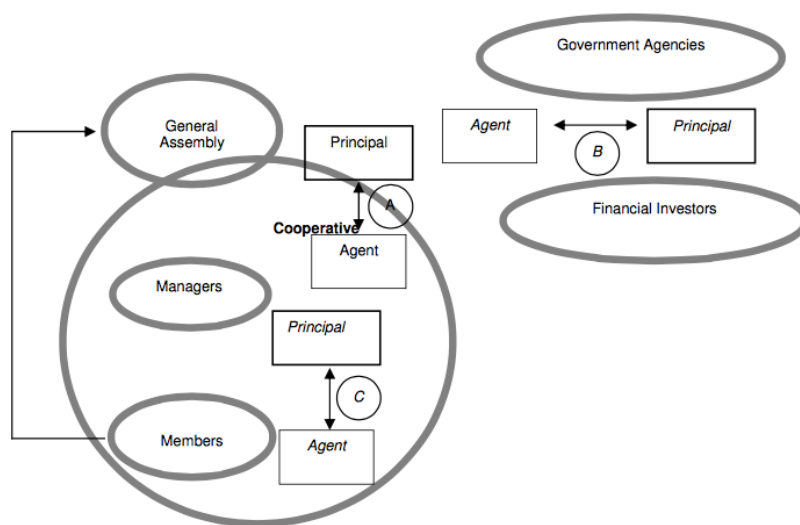 Government Agencies
General
Assembly
Principal
Agent
Principal
B
A
Financial Investors
Cooperative
Agent
Managers
Principal
C
Members
Agent